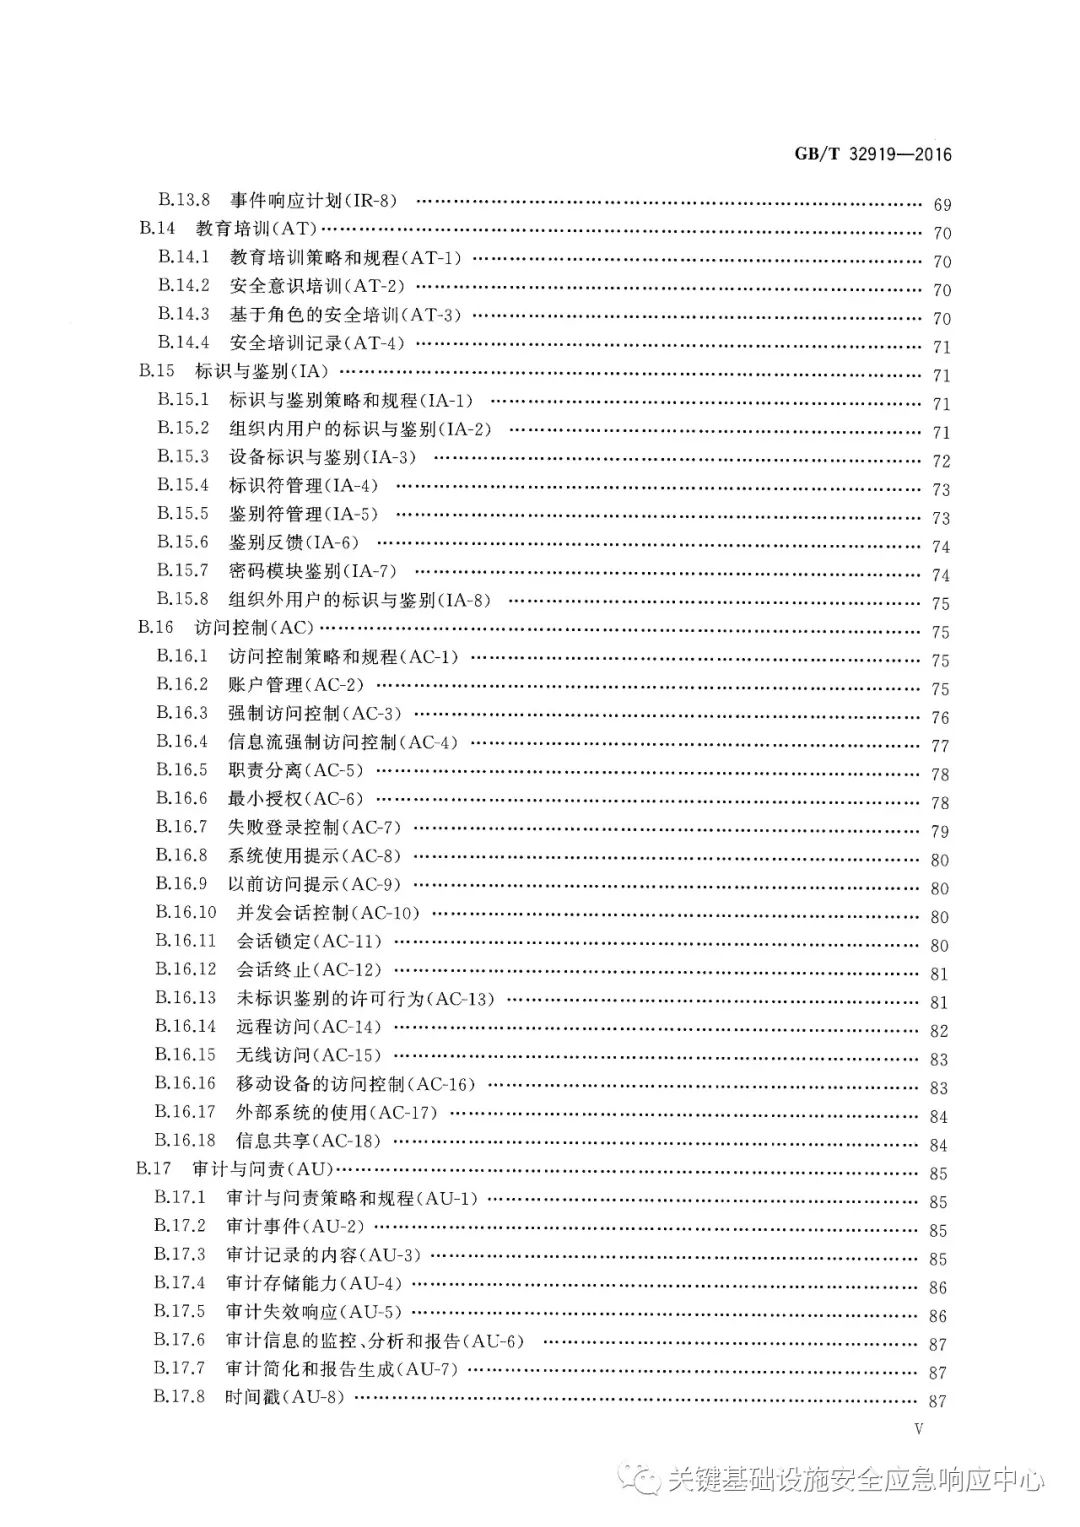 GB/T 32919—2016
B.13.8 事件响应计划(IR-8) …… 69
B.14 教育培训(AT) …… 70
B.14.1 教育培训策略和规程(AT-1) …… 70
B.14.2 安全意识培训(AT-2) …… 70
B.14.3 基于角色的安全培训(AT-3) …… 70
B.14.4 安全培训记录(AT-4) …… 71
B.15 标识与鉴别(IA) …… 71
B.15.1 标识与鉴别策略和规程(IA-1) …… 71
B.15.2 组织内用户的标识与鉴别(IA-2) …… 71
B.15.3 设备标识与鉴别(IA-3) …… 72
B.15.4 标识符管理(IA-4) …… 73
B.15.5 鉴别符管理(IA-5) …… 73
B.15.6 鉴别反馈(IA-6) …… 74
B.15.7 密码模块鉴别(IA-7) …… 74
B.15.8 组织外用户的标识与鉴别(IA-8) …… 75
B.16 访问控制(AC) …… 75
B.16.1 访问控制策略和规程(AC-1) …… 75
B.16.2 账户管理(AC-2) …… 75
B.16.3 强制访问控制(AC-3) …… 76
B.16.4 信息流强制访问控制(AC-4) …… 77
B.16.5 职责分离(AC-5) …… 78
B.16.6 最小授权(AC-6) …… 78
B.16.7 失败登录控制(AC-7) …… 79
B.16.8 系统使用提示(AC-8) …… 80
B.16.9 以前访问提示(AC-9) …… 80
B.16.10 并发会话控制(AC-10) …… 80
B.16.11 会话锁定(AC-11) …… 80
B.16.12 会话终止(AC-12) …… 81
B.16.13 未标识鉴别的许可行为(AC-13) …… 81
B.16.14 远程访问(AC-14) …… 82
B.16.15 无线访问(AC-15) …… 83
B.16.16 移动设备的访问控制(AC-16) …… 83
B.16.17 外部系统的使用(AC-17) …… 84
B.16.18 信息共享(AC-18) …… 84
B.17 审计与问责(AU) …… 85
B.17.1 审计与问责策略和规程(AU-1) …… 85
B.17.2 审计事件(AU-2) …… 85
B.17.3 审计记录的内容(AU-3) …… 85
B.17.4 审计存储能力(AU-4) …… 86
B.17.5 审计失效响应(AU-5) …… 86
B.17.6 审计信息的监控、分析和报告(AU-6) …… 87
B.17.7 审计简化和报告生成(AU-7) …… 87
B.17.8 时间戳(AU-8) …… 87
V
关键基础设施安全应急响应中心